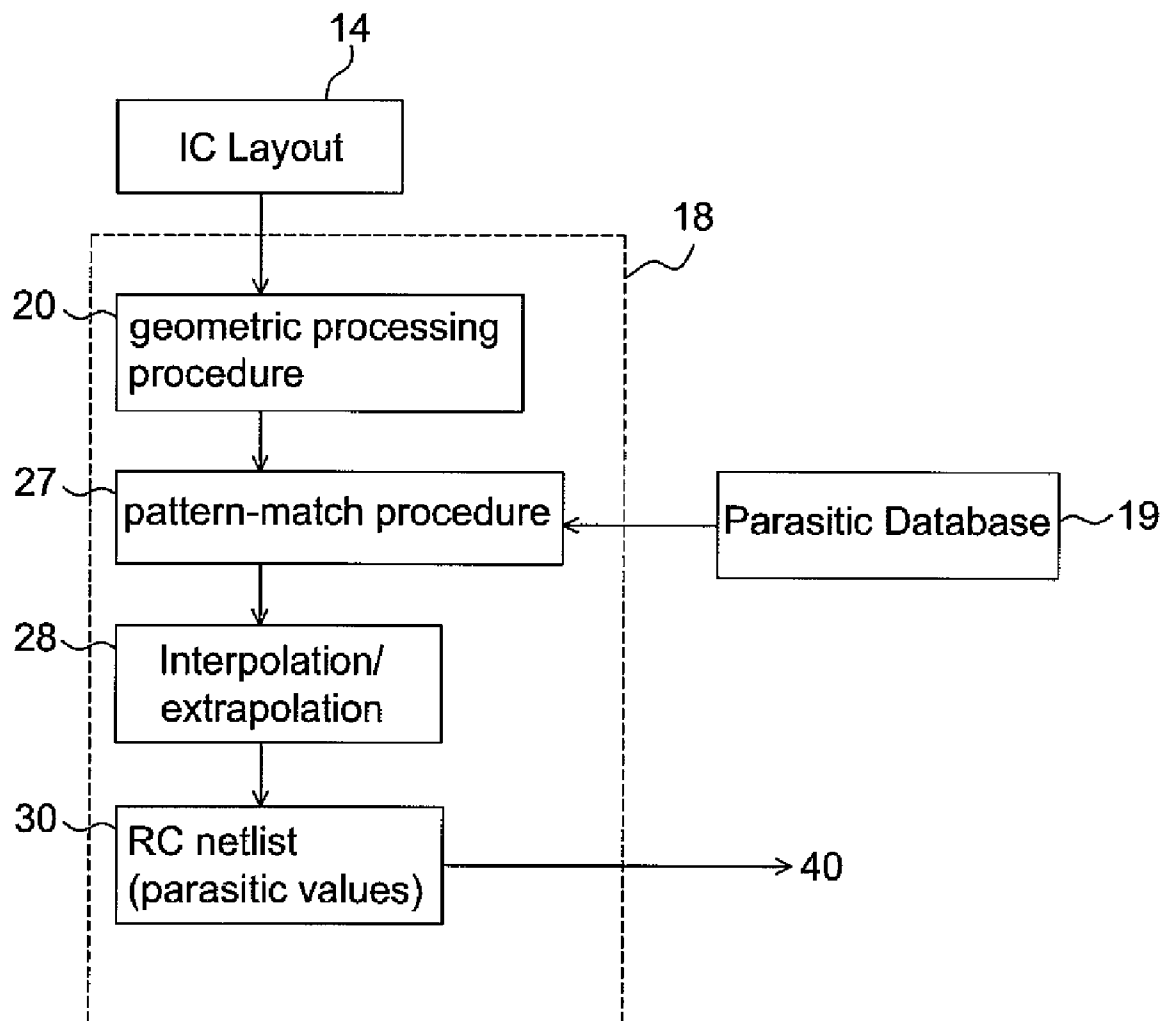 14
IC Layout
18
20
geometric processing
procedure
27
pattern-match procedure
Parasitic Database
19
28
Interpolation/
extrapolation
30
RC netlist
(parasitic values)
40